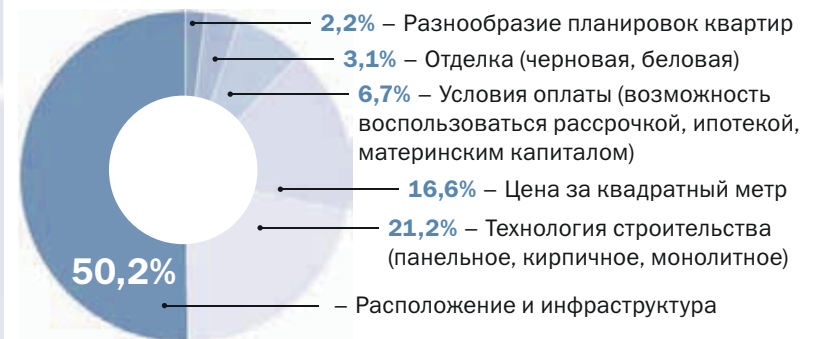 2,2% – Разнообразие планировок квартир
3,1% – Отделка (черновая, беловая)
6,7% – Условия оплаты (возможность
воспользоваться рассрочкой, ипотекой,
материнским капиталом)
16,6% – Цена за квадратный метр
21,2% – Технология строительства
(панельное, кирпичное, монолитное)
50,2%
– Расположение и инфраструктура